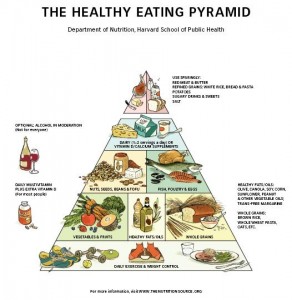 THE HEALTHY EATING PYRAMID
Department of Nutrition, Harvard School of Public Health
USE SPARINGLY:
RED MEAT & BUTTER
REFINED GRAINS: WHITE RICE, BREAD & PASTA
POTATOES
SUGARY DRINKS & SWEETS
SALT
OPTIONAL: ALCOHOL IN MODERATION
(Not for everyone)
DAIRY (1-2 servings a day) OR
VITAMIN D/CALCIUM SUPPLEMENTS
DAILY MULTIVITAMIN
PLUS EXTRA VITAMIN D
(For most people)
NUTS, SEEDS, BEANS & TOFU
FISH, POULTRY & EGGS
HEALTHY FATS/OILS:
OLIVE, CANOLA, SOY, CORN,
SUNFLOWER, PEANUT
& OTHER VEGETABLE OILS;
TRANS-FREE MARGARINE
WHOLE GRAINS:
BROWN RICE,
WHOLE WHEAT PASTA,
OATS, ETC.
VEGETABLES & FRUITS
HEALTHY FATS/OILS
WHOLE GRAINS
DAILY EXERCISE & WEIGHT CONTROL
For more information, visit WWW.THENUTRITIONSOURCE.ORG